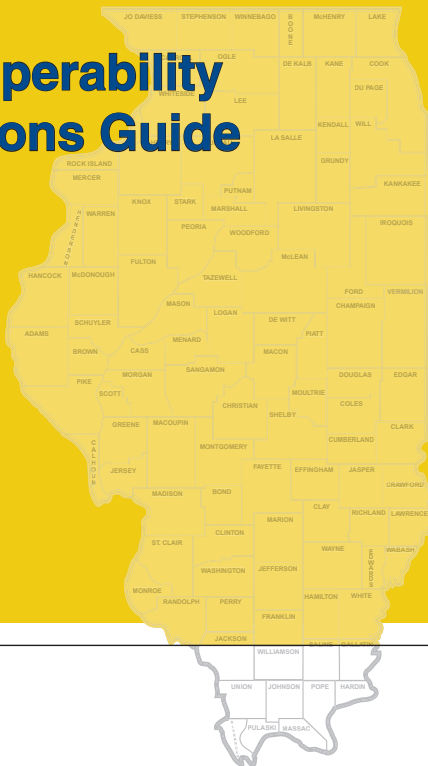 JO DAVIESS STEPHENSON WINNEBAGO BOONE McHENRY LAKE
perability
OGLE DE KALB KANE COOK
DU PAGE
WHITESIDE LEE
ons Guide
KENDALL WILL
LA SALLE
GRUNDY
ROCK ISLAND
MERCER
KANKAKEE
PUTNAM
KNOX STARK MARSHALL LIVINGSTON
HENDERSON WARREN
IROQUOIS
PEORIA WOODFORD
McLEAN
FULTON
HANCOCK McDONOUGH TAZEWELL
FORD VERMILION
MASON CHAMPAIGN
LOGAN
SCHUYLER DE WITT
ADAMS PIATT
MENARD
BROWN CASS MACON
SANGAMON
MORGAN DOUGLAS EDGAR
PIKE
SCOTT MOULTRIE
CHRISTIAN COLES
SHELBY
GREENE MACOUPIN CLARK
CUMBERLAND
CALHOUN MONTGOMERY
JERSEY FAYETTE EFFINGHAM JASPER
CRAWFORD
MADISON BOND
CLAY
RICHLAND LAWRENCE
MARION
CLINTON
ST. CLAIR
WAYNE EDWARDS WABASH
WASHINGTON JEFFERSON
MONROE
RANDOLPH PERRY HAMILTON WHITE
FRANKLIN
JACKSON
SALINE GALLATIN
WILLIAMSON
UNION JOHNSON POPE HARDIN
PULASKI MASSAC